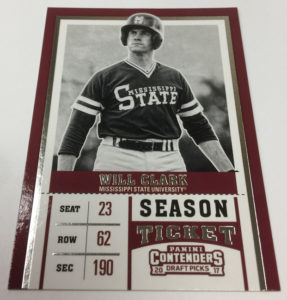 MISSISSIPPI
STATE
WILL CLARK
MISSISSIPPI STATE UNIVERSITY®
SEAT 23
ROW 62
SEC 190
SEASON
TICKET
PANINI
CONTENDERS
20 17
DRAFT PICKS